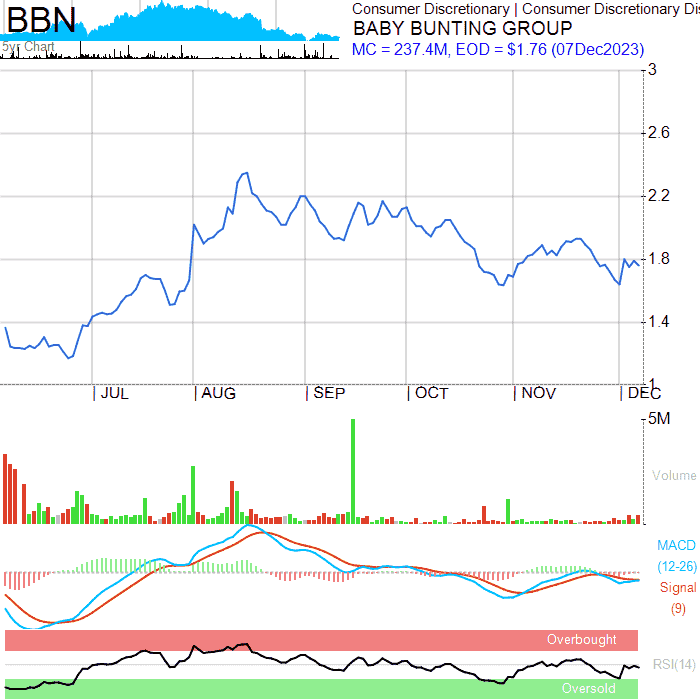 BBN
5yr Chart
Consumer Discretionary | Consumer Discretionary Dis
BABY BUNTING GROUP
MC = 237.4M, EOD = $1.76 (07Dec2023)
3
2.6
2.2
1.8
1.4
1
JUL AUG SEP OCT NOV DEC
5M
Volume
MACD
(12-26)
Signal
(9)
Overbought
RSI(14)
Oversold